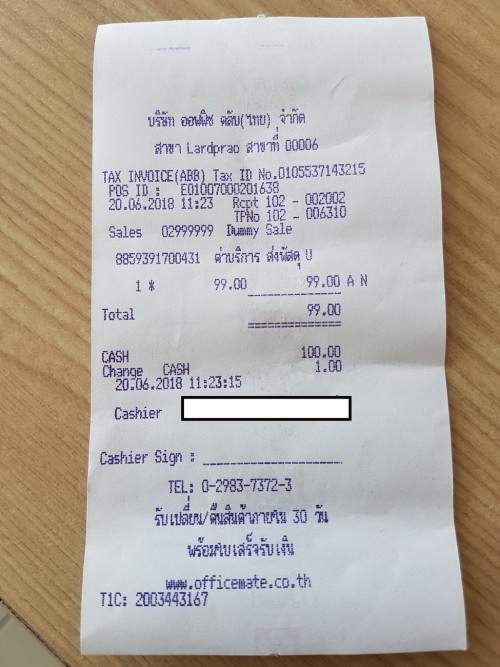 บริษัท ออฟฟิซ คลับ(ไทย) จำกัด
สาขา Lardprao สาขาที่ 00006
TAX INVOICE(ABB) Tax ID No.0105537143215
POS ID : E01007000201638
20.06.2018 11:23 Rcpt 102 - 002002
TPNo 102 - 006310
Sales 02999999 Dummy Sale
8859391700431 ค่าบริการ ส่งพัสดุ U
1 * 99.00 99.00 A N
Total 99.00
CASH 100.00
Change CASH 1.00
20.06.2018 11:23:15
Cashier
Cashier Sign :
TEL: 0-2983-7372-3
รับเปลี่ยน/คืนสินค้าภายใน 30 วัน
พร้อมใบเสร็จรับเงิน
www.officemate.co.th
T1C: 2003443167